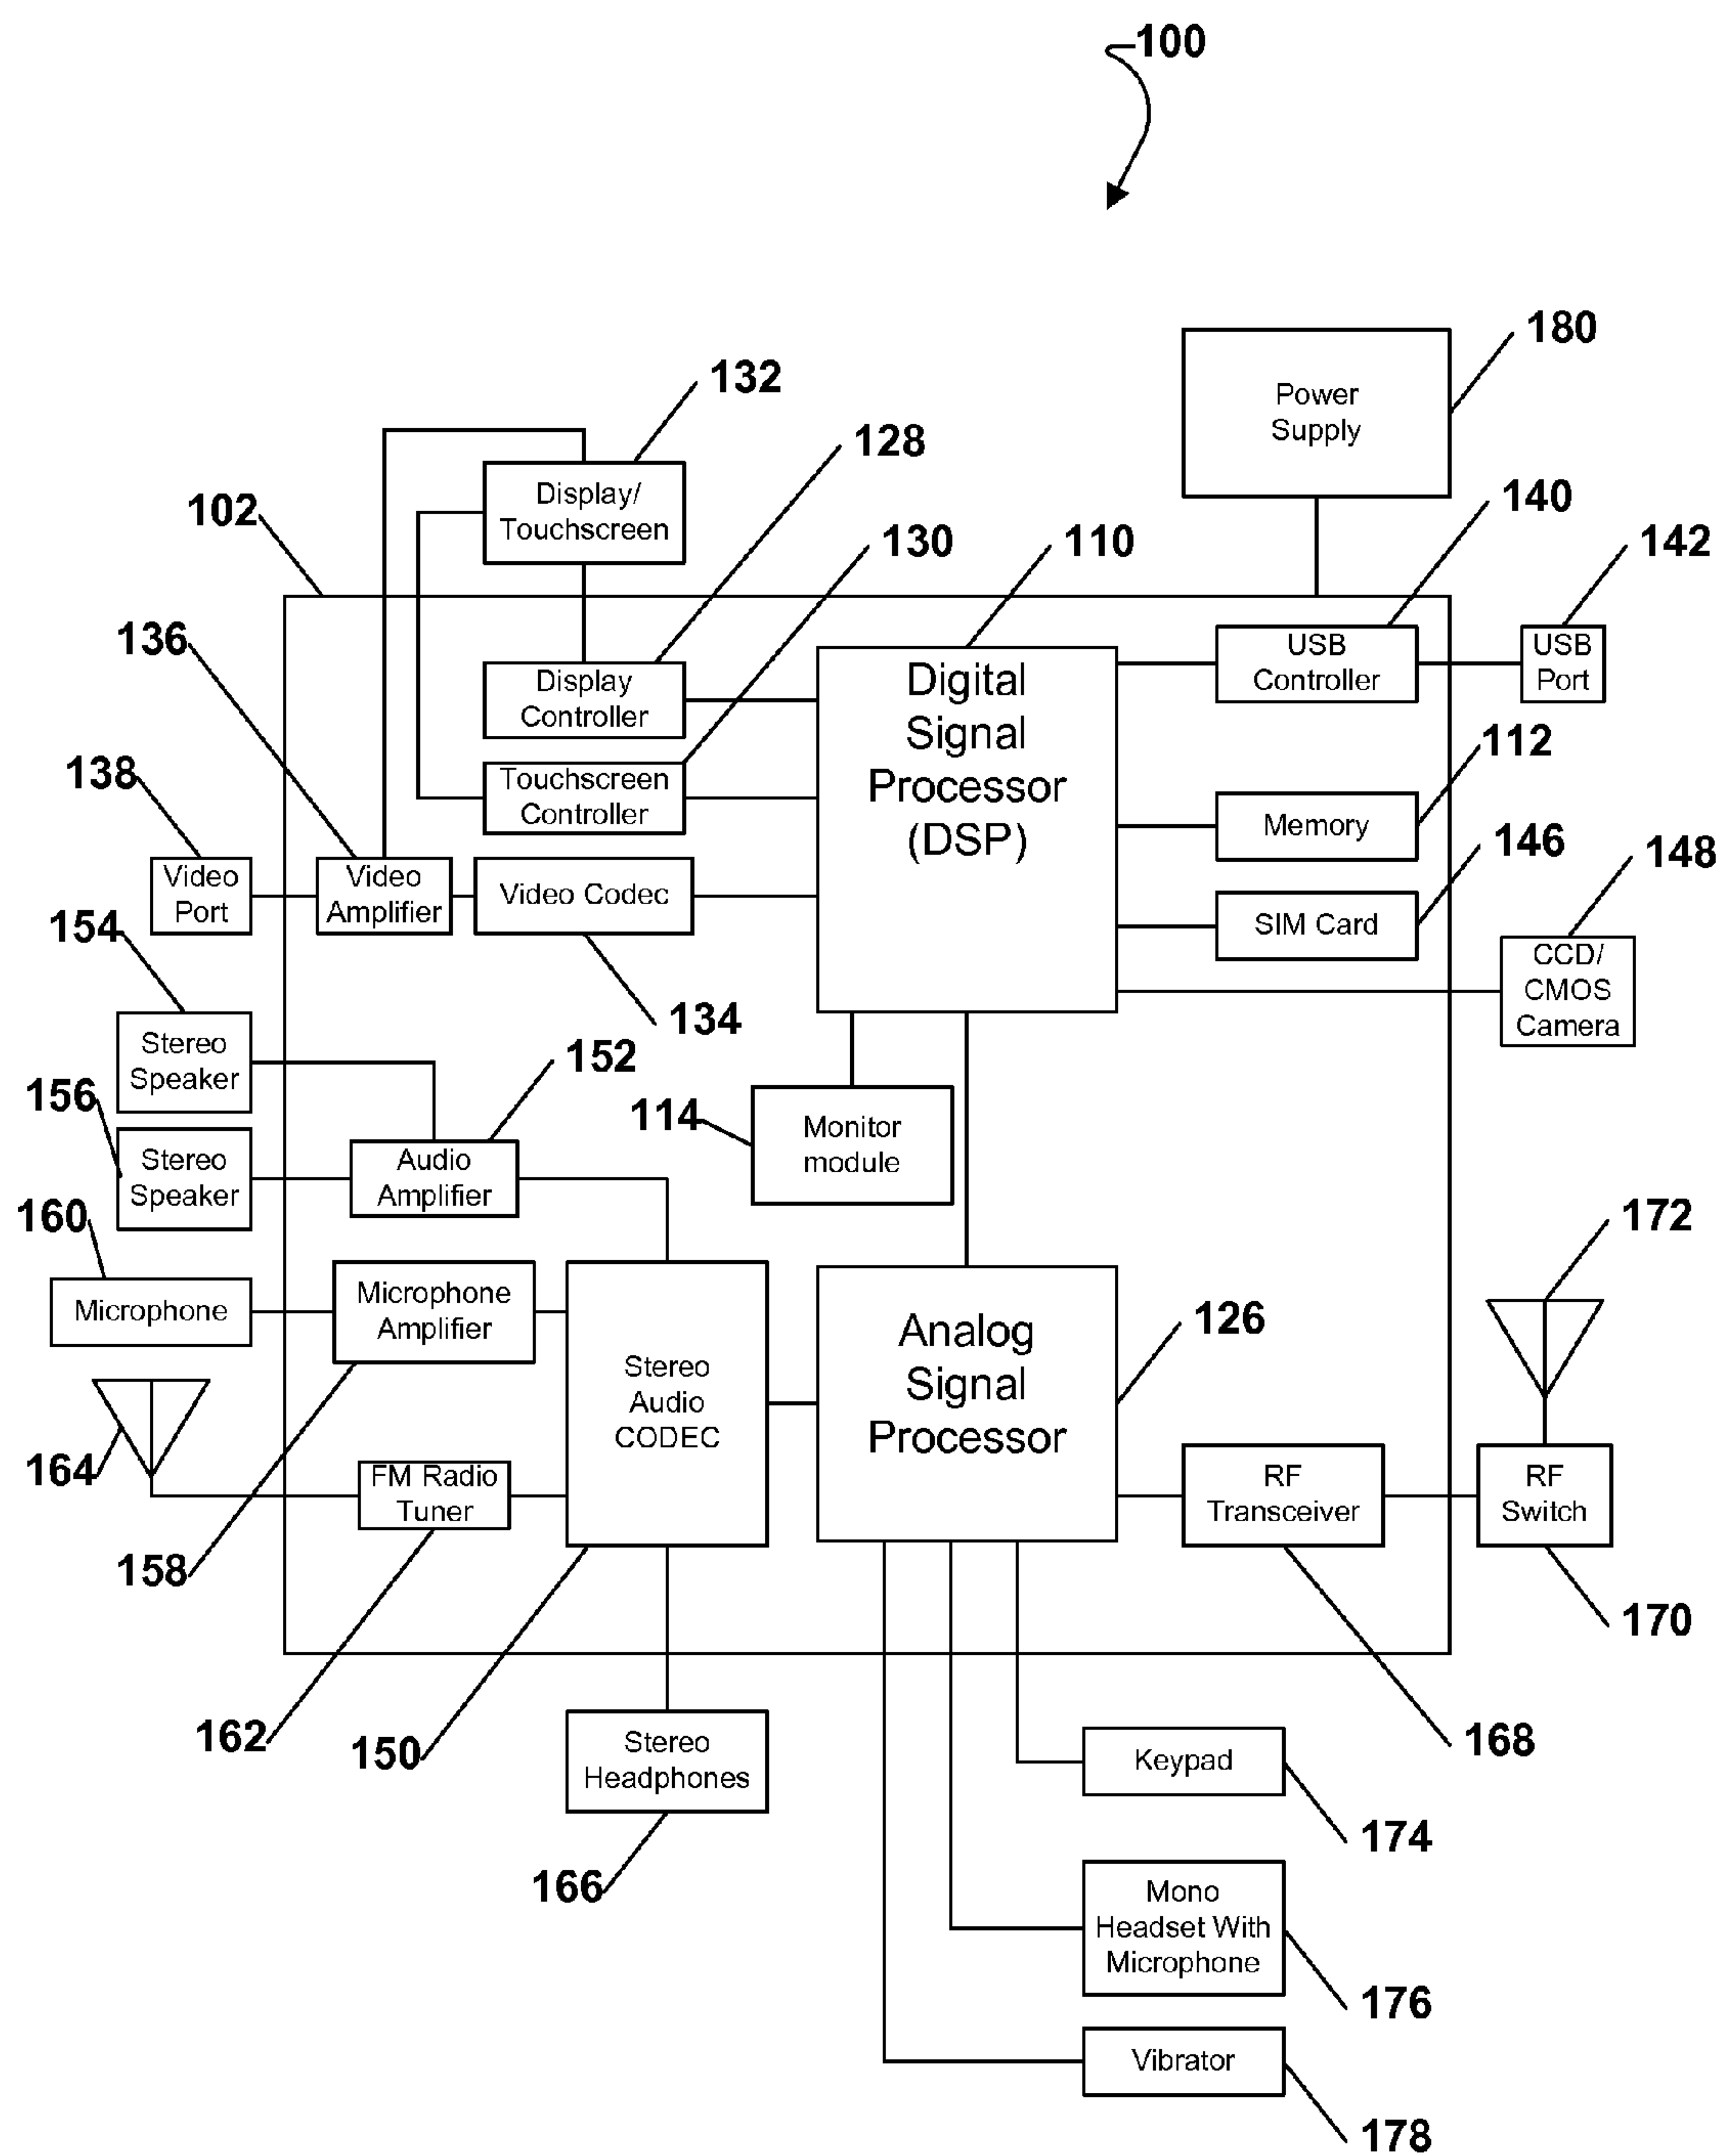 100
180
Power
Supply
132
128
Display/
Touchscreen
102
130
110
140
142
136
USB
Controller
USB
Port
Display
Controller
Digital
Signal
Processor
(DSP)
112
138
Touchscreen
Controller
Memory
146
148
Video
Port
Video
Amplifier
Video Codec
SIM Card
154
134
CCD/
CMOS
Camera
Stereo
Speaker
152
156
114
Monitor
module
Stereo
Speaker
Audio
Amplifier
160
172
Microphone
Microphone
Amplifier
Stereo
Audio
CODEC
Analog
Signal
Processor
126
164
FM Radio
Tuner
RF
Transceiver
RF
Switch
158
170
162
150
Stereo
Headphones
168
Keypad
174
166
Mono
Headset With
Microphone
176
Vibrator
178